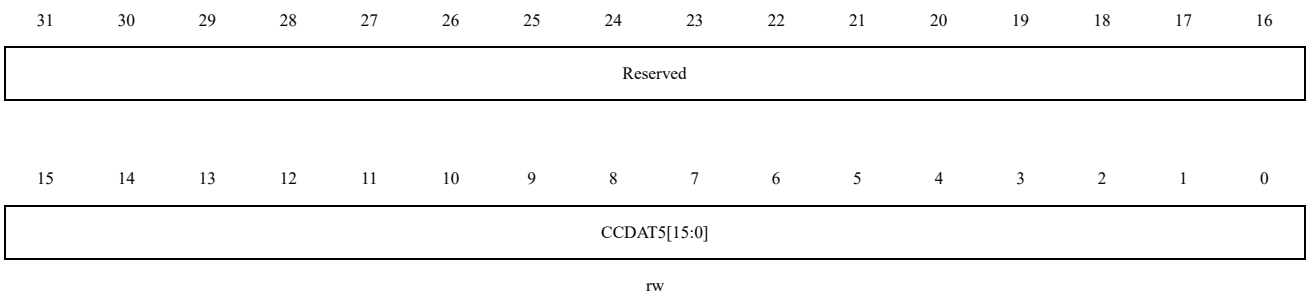 31 30 29 28 27 26 25 24 23 22 21 20 19 18 17 16
Reserved
15 14 13 12 11 10 9 8 7 6 5 4 3 2 1 0
CCDAT5[15:0]
rw